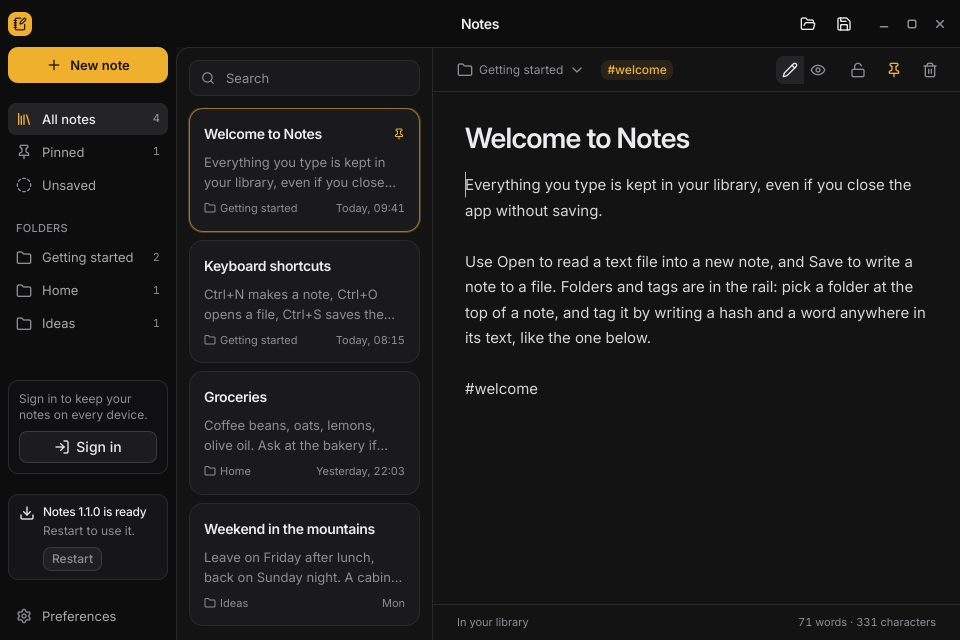 Notes
New note
All notes 4
Pinned 1
Unsaved
FOLDERS
Getting started 2
Home 1
Ideas 1
Sign in to keep your
notes on every device.
Sign in
Notes 1.1.0 is ready
Restart to use it.
Restart
Preferences
Search
Welcome to Notes
Everything you type is kept in
your library, even if you close...
Getting started Today, 09:41
Keyboard shortcuts
Ctrl+N makes a note, Ctrl+O
opens a file, Ctrl+S saves the...
Getting started Today, 08:15
Groceries
Coffee beans, oats, lemons,
olive oil. Ask at the bakery if...
Home Yesterday, 22:03
Weekend in the mountains
Leave on Friday after lunch,
back on Sunday night. A cabin...
Ideas Mon
Getting started #welcome
Welcome to Notes
Everything you type is kept in your library, even if you close the
app without saving.
Use Open to read a text file into a new note, and Save to write a
note to a file. Folders and tags are in the rail: pick a folder at the
top of a note, and tag it by writing a hash and a word anywhere in
its text, like the one below.
#welcome
In your library 71 words · 331 characters